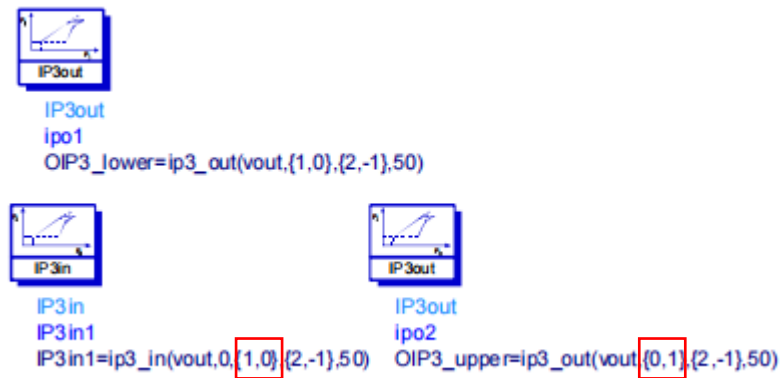 IP3out
IP3out
ipo1
OIP3_lower=ip3_out(vout,{1,0},{2,-1},50)
IP3in
IP3in
IP3in1
IP3in1=ip3_in(vout,0,{1,0},{2,-1},50)
IP3out
IP3out
ipo2
OIP3_upper=ip3_out(vout,{0,1},{2,-1},50)